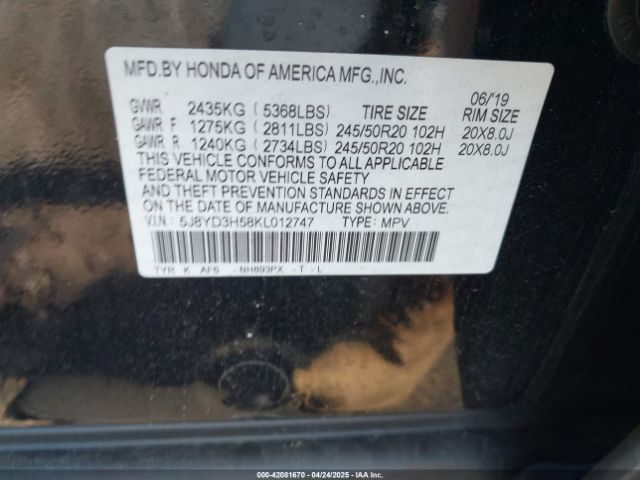 MFD.BY HONDA OF AMERICA MFG.,INC.
06/'19
GVWR 2435KG ( 5368LBS) TIRE SIZE RIM SIZE
GAWR F 1275KG ( 2811LBS) 245/50R20 102H 20X8.0J
GAWR R 1240KG ( 2734LBS) 245/50R20 102H 20X8.0J
THIS VEHICLE CONFORMS TO ALL APPLICABLE
FEDERAL MOTOR VEHICLE SAFETY, BUMPER,
AND THEFT PREVENTION STANDARDS IN EFFECT
ON THE DATE OF MANUFACTURE SHOWN ABOVE.
V.I.N.: 5J8YD3H58KL012747 TYPE: MPV
TYR K AF6 -NH893PX -T -L
000-42081670 - 04/24/2025 - IAAI Inc.